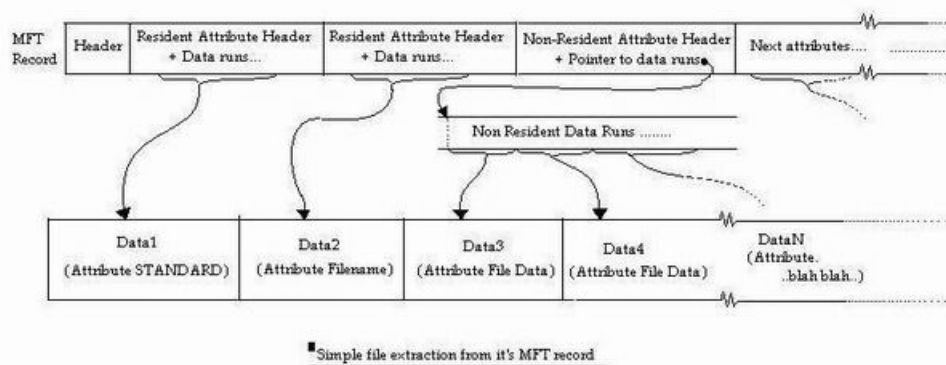 MFT Record
Header
Resident Attribute Header
+ Data runs...
Resident Attribute Header
+ Data runs...
Non-Resident Attribute Header
+ Pointer to data runs
Next attributes....
Non Resident Data Runs ........
Data1
(Attribute STANDARD)
Data2
(Attribute Filename)
Data3
(Attribute File Data)
Data4
(Attribute File Data)
DataN
(Attribute.
..blah blah..)
Simple file extraction from it's MFT record